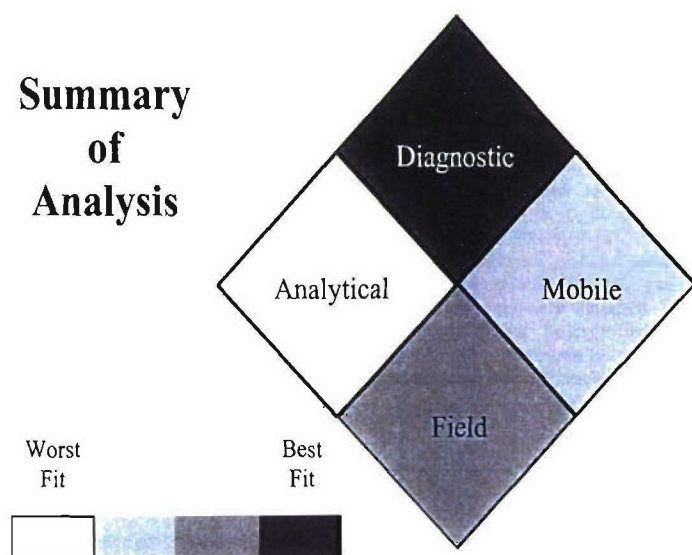 Summary
of
Analysis
Diagnostic
Analytical
Mobile
Field
Worst
Fit
Best
Fit